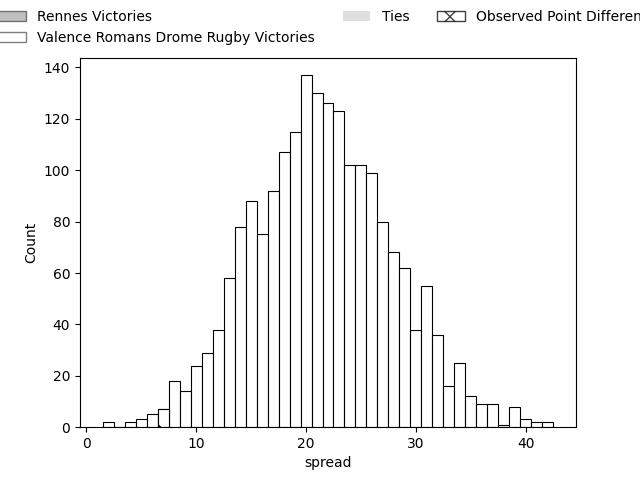 Rennes Victories
Valence Romans Drome Rugby Victories
Ties
Observed Point Differen
140
120
100
80
60
40
20
0
Count
0 10 20 30 40
spread